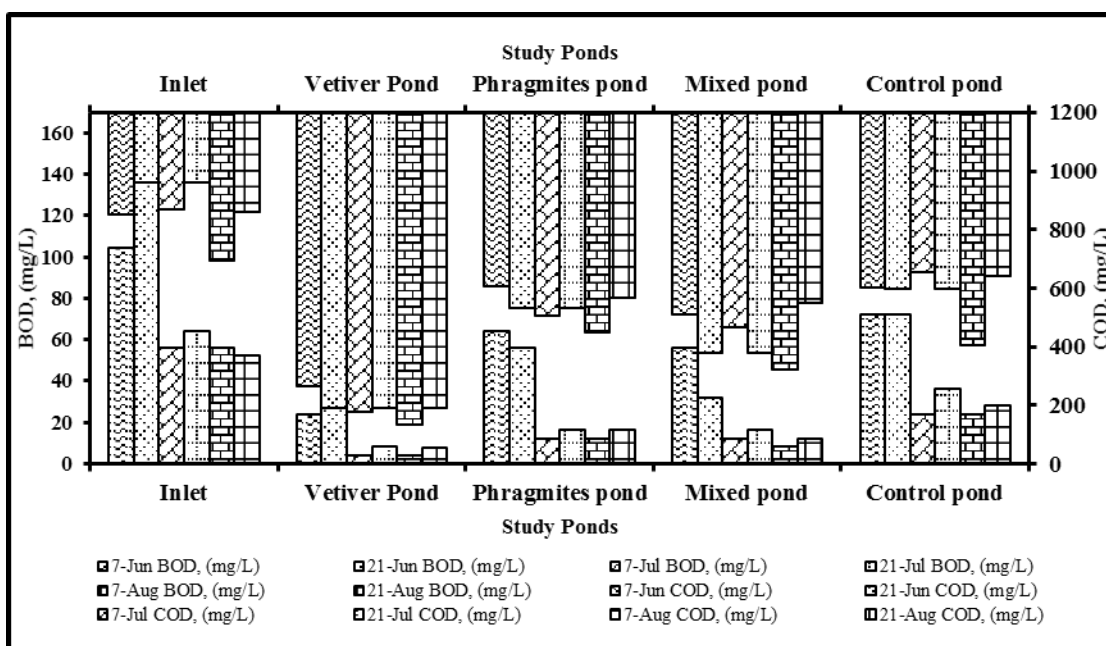 Study Ponds
Inlet Vetiver Pond Phragmites pond Mixed pond Control pond
160 1200
140 1000
120 800
100 600
80 400
60 200
40 0
20
0
BOD, (mg/L)
COD, (mg/L)
Inlet Vetiver Pond Phragmites pond Mixed pond Control pond
Study Ponds
7-Jun BOD, (mg/L) 21-Jun BOD, (mg/L) 7-Jul BOD, (mg/L) 21-Jul BOD, (mg/L)
7-Aug BOD, (mg/L) 21-Aug BOD, (mg/L) 7-Jun COD, (mg/L) 21-Jun COD, (mg/L)
7-Jul COD, (mg/L) 21-Jul COD, (mg/L) 7-Aug COD, (mg/L) 21-Aug COD, (mg/L)